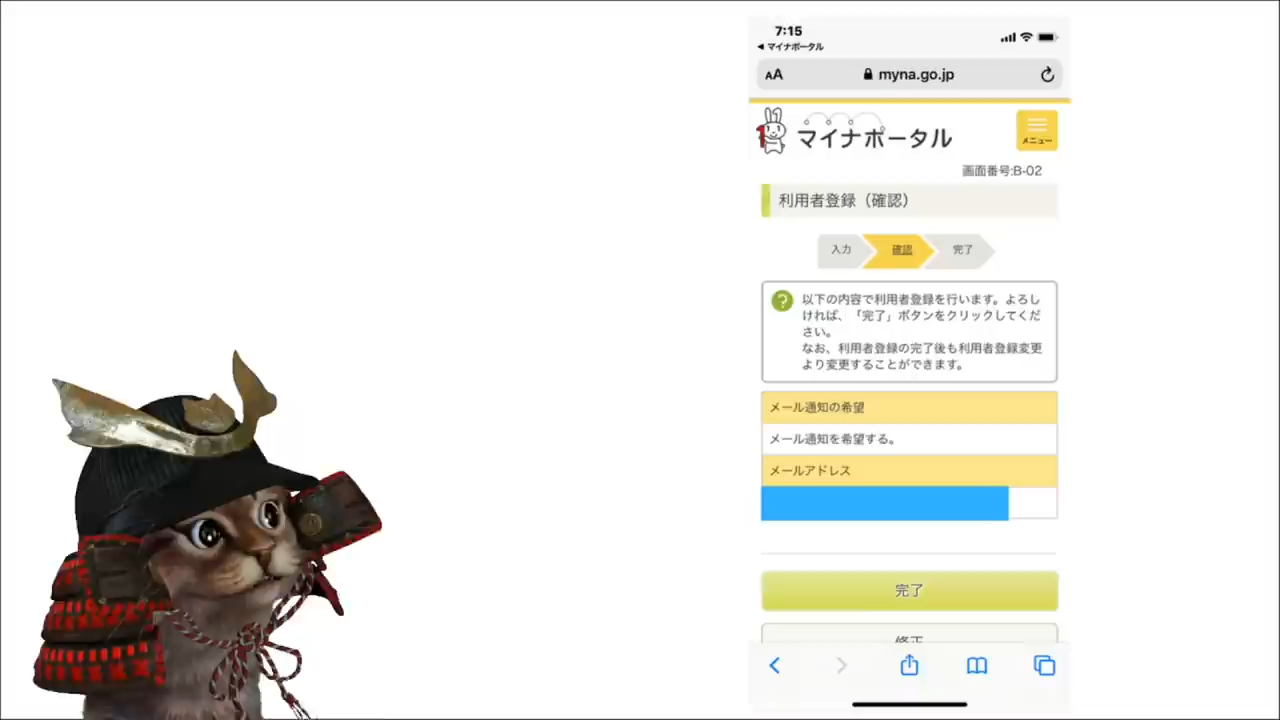 7:15
◀ マイナポータル
AA
myna.go.jp
マイナポータル
メニュー
画面番号:B-02
利用者登録（確認）
入力
確認
完了
以下の内容で利用者登録を行います。よろし
ければ、「完了」ボタンをクリックしてくだ
さい。
なお、利用者登録の完了後も利用者登録変更
より変更することができます。
メール通知の希望
メール通知を希望する。
メールアドレス
完了
修正